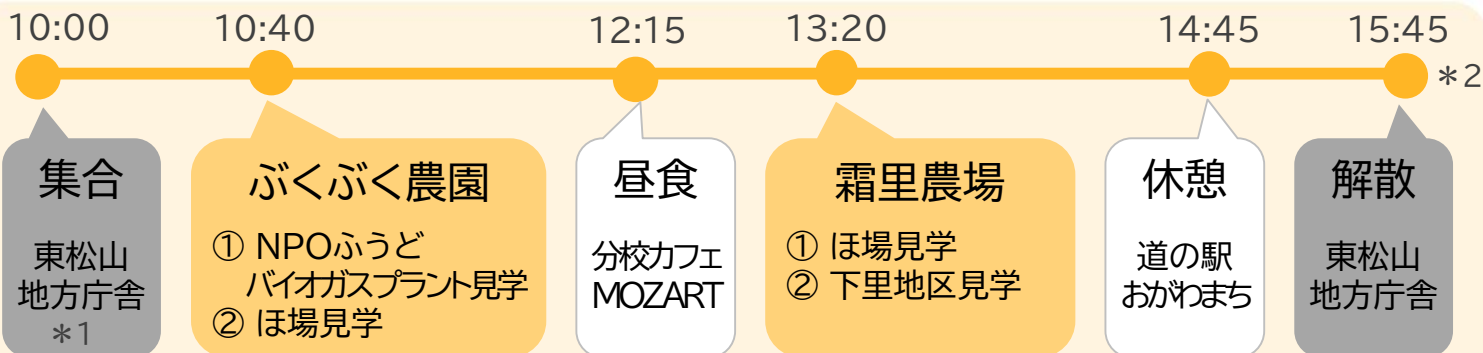 10:00
10:40
12:15
13:20
14:45
15:45
*2
集合
東松山
地方庁舎
*1
ぶくぶく農園
① NPOふうど
バイオガスプラント見学
② ほ場見学
昼食
分校カフェ
MOZART
霜里農場
① ほ場見学
② 下里地区見学
休憩
道の駅
おがわまち
解散
東松山
地方庁舎